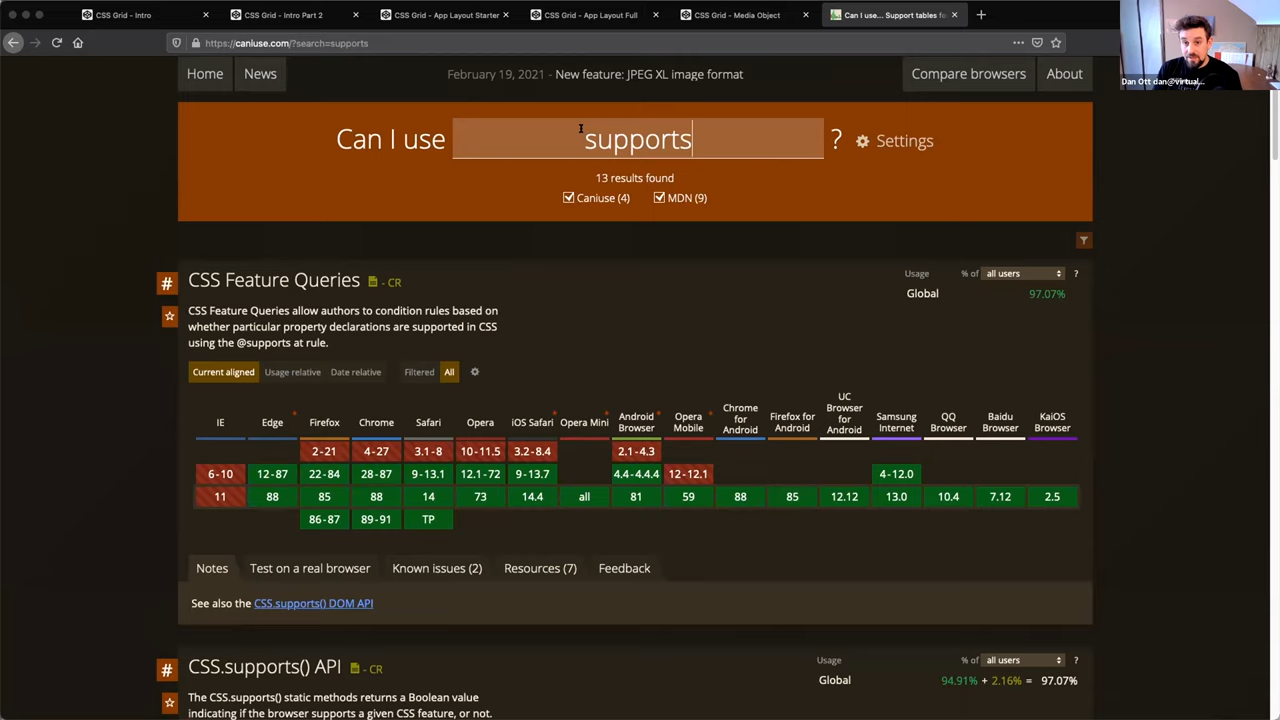 CSS Grid - Intro
CSS Grid - Intro Part 2
CSS Grid - App Layout Starter
CSS Grid - App Layout Full
CSS Grid - Media Object
Can I use... Support tables fo
https://caniuse.com/?search=supports
Dan Ott dan@virtual,...
Home
News
February 19, 2021 - New feature: JPEG XL image format
Compare browsers
About
Can I use supports ? Settings
13 results found
Caniuse (4) MDN (9)
# CSS Feature Queries - CR
Usage % of all users ?
Global 97.07%
CSS Feature Queries allow authors to condition rules based on
whether particular property declarations are supported in CSS
using the @supports at rule.
Current aligned Usage relative Date relative Filtered All
IE Edge * Firefox Chrome Safari Opera iOS Safari * Opera Mini * Android Browser * Opera Mobile * Chrome for Android Firefox for Android UC Browser for Android Samsung Internet QQ Browser Baidu Browser KaiOS Browser
2-21 4-27 3.1-8 10-11.5 3.2-8.4 2.1-4.3
6-10 12-87 22-84 28-87 9-13.1 12.1-72 9-13.7 4.4-4.4.4 12-12.1 4-12.0
11 88 85 88 14 73 14.4 all 81 59 88 85 12.12 13.0 10.4 7.12 2.5
86-87 89-91 TP
Notes Test on a real browser Known issues (2) Resources (7) Feedback
See also the CSS.supports() DOM API
# CSS.supports() API - CR
Usage % of all users ?
Global 94.91% + 2.16% = 97.07%
The CSS.supports() static methods returns a Boolean value
indicating if the browser supports a given CSS feature, or not.